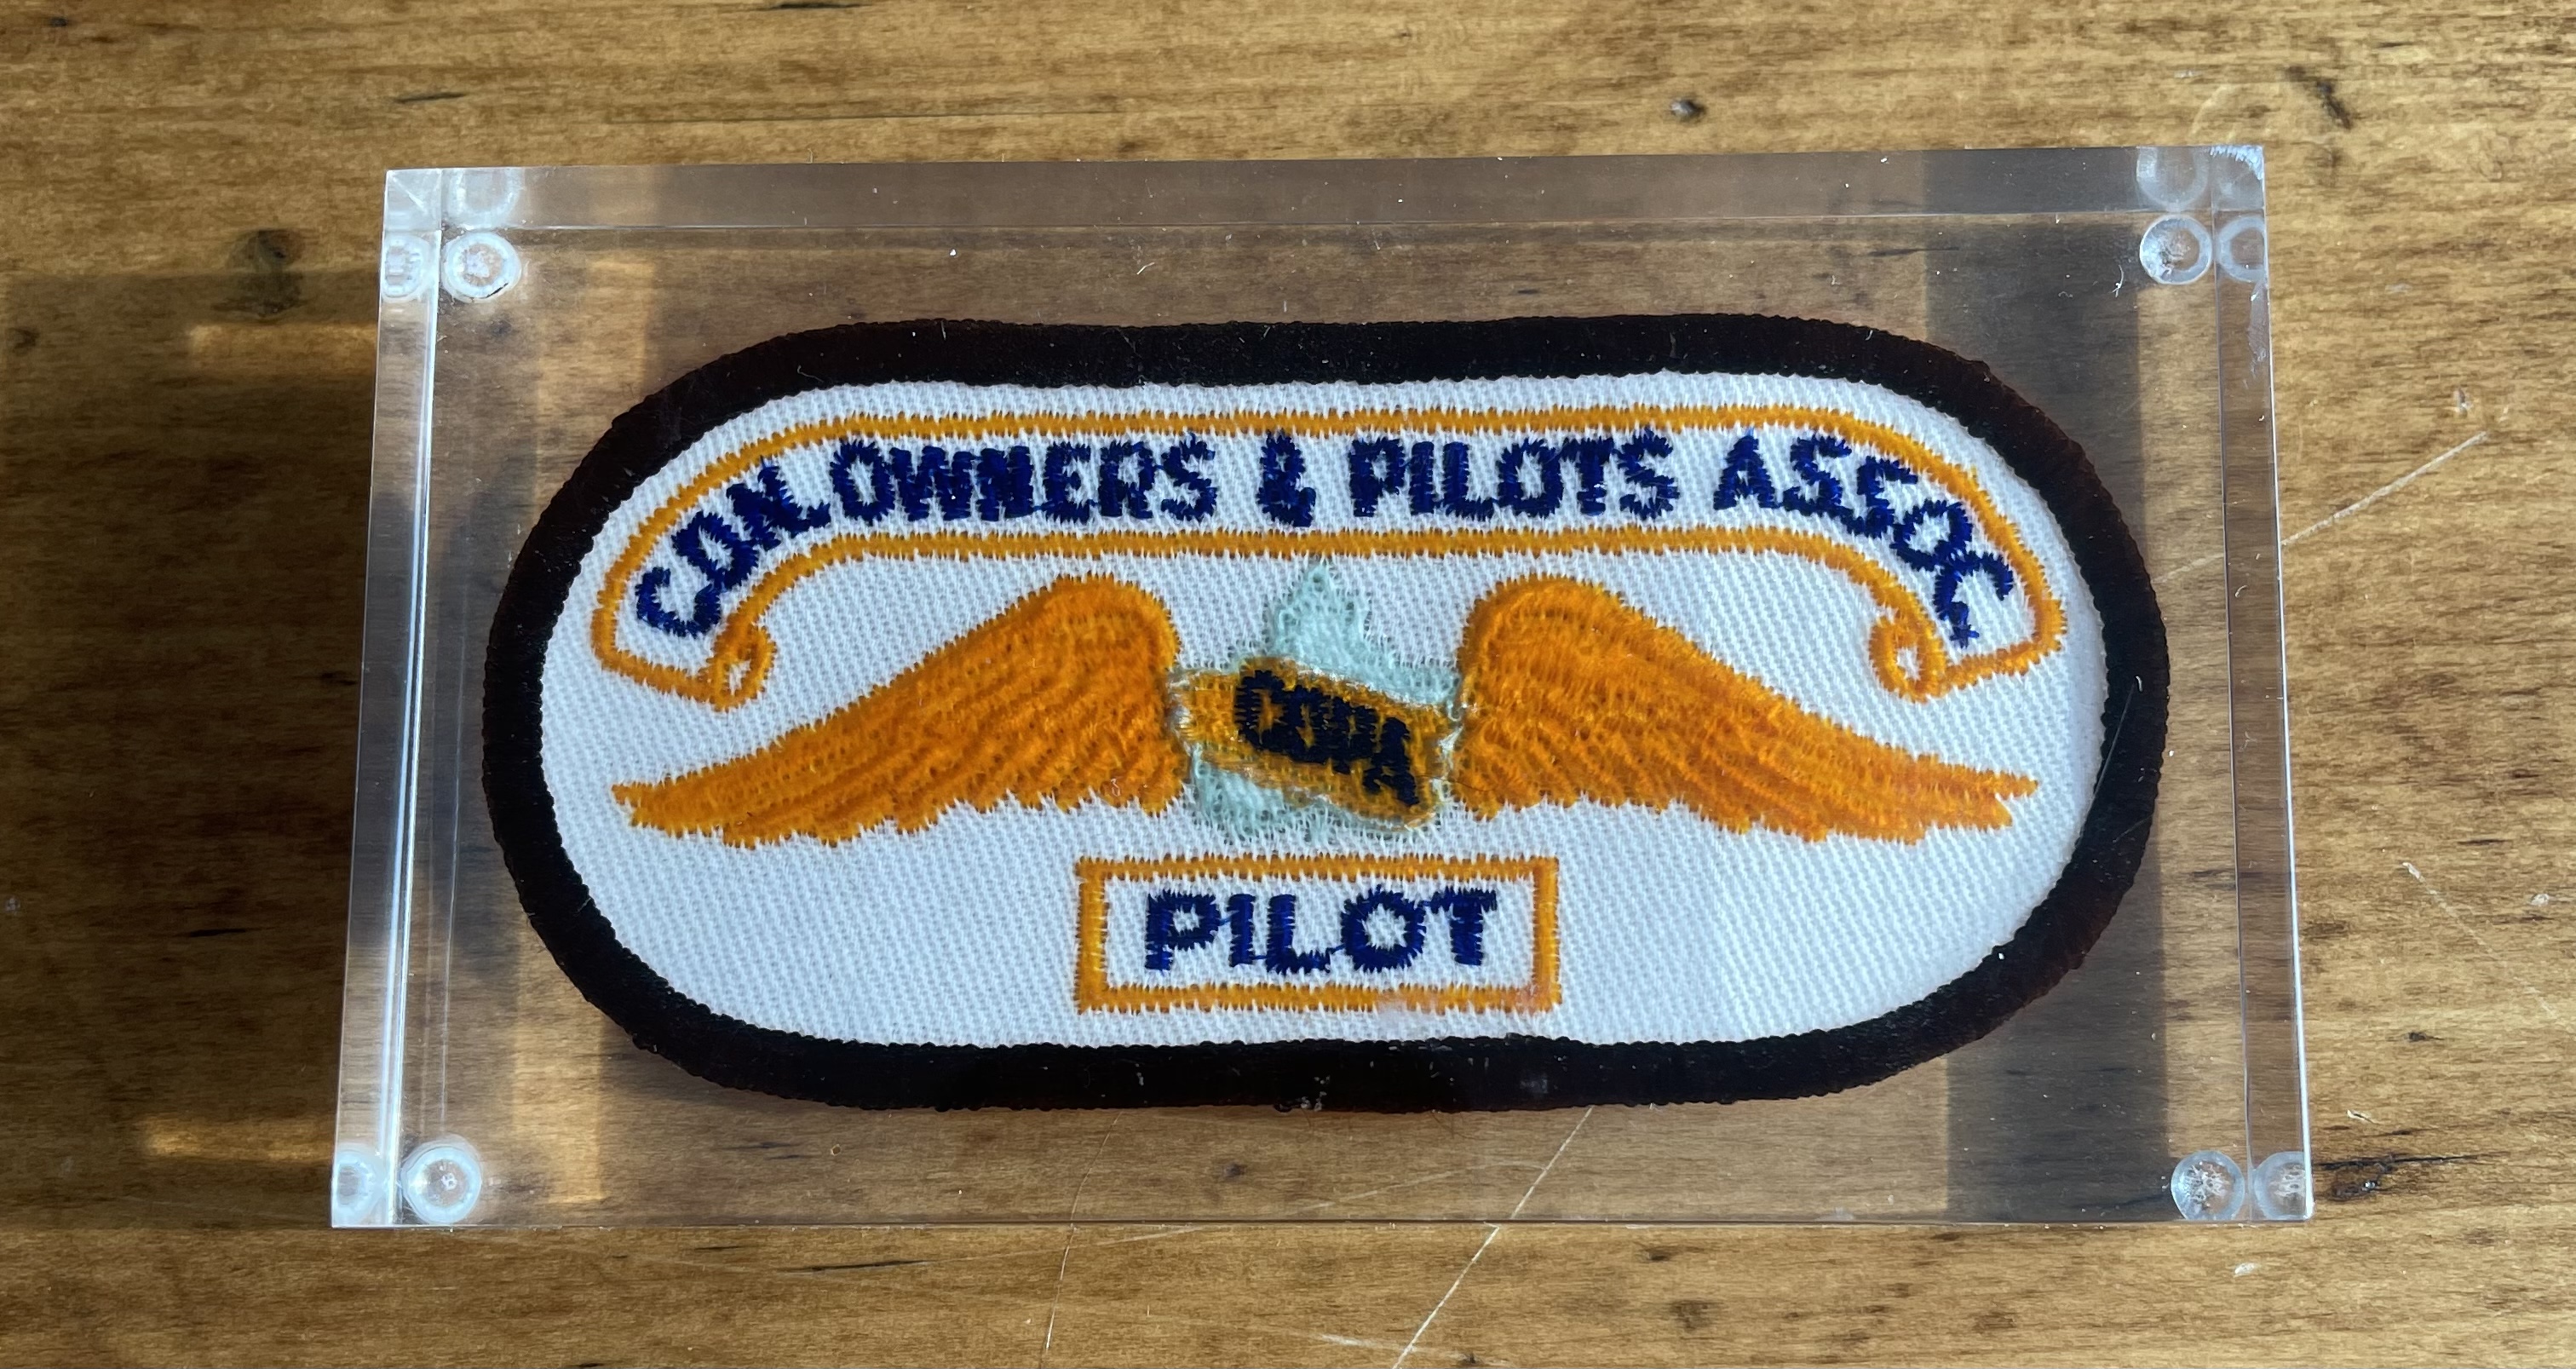 CDN. OWNERS & PILOTS ASSOC.
COPA
PILOT